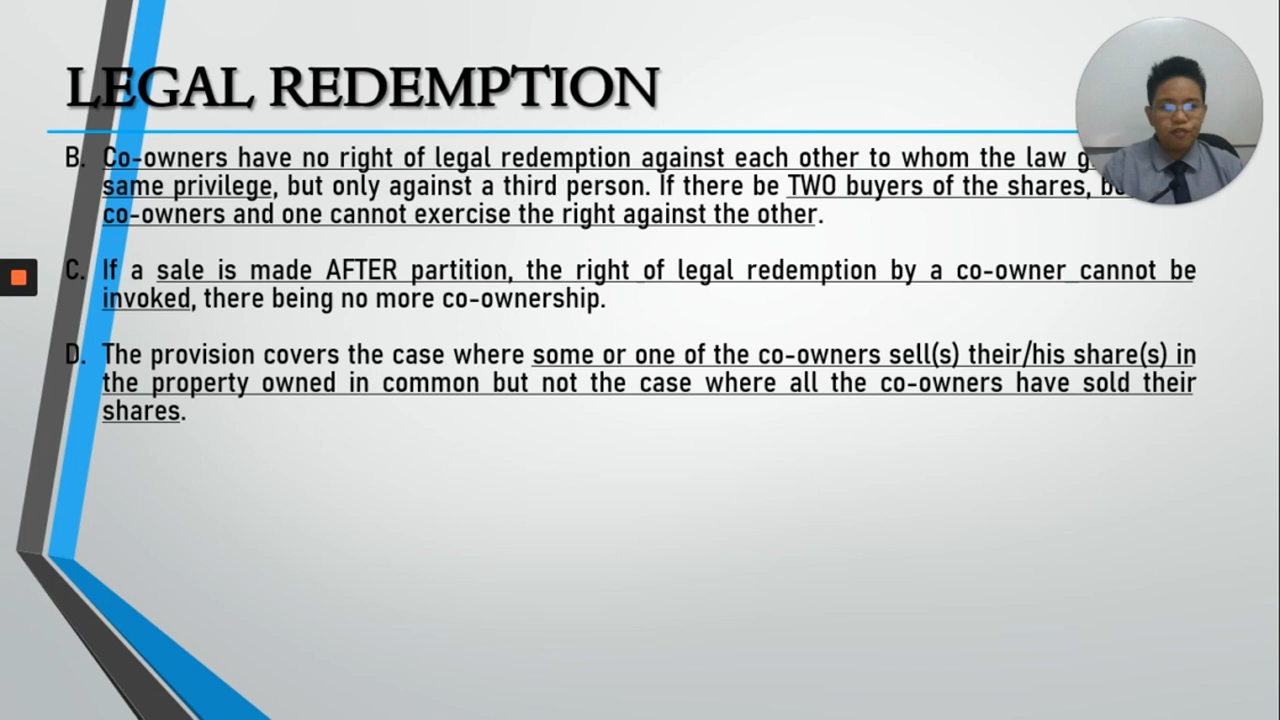 LEGAL REDEMPTION
B. Co-owners have no right of legal redemption against each other to whom the law
same privilege, but only against a third person. If there be TWO buyers of the shares,
co-owners and one cannot exercise the right against the other.
C. If a sale is made AFTER partition, the right of legal redemption by a co-owner cannot be
invoked, there being no more co-ownership.
D. The provision covers the case where some or one of the co-owners sell(s) their/his share(s) in
the property owned in common but not the case where all the co-owners have sold their
shares.